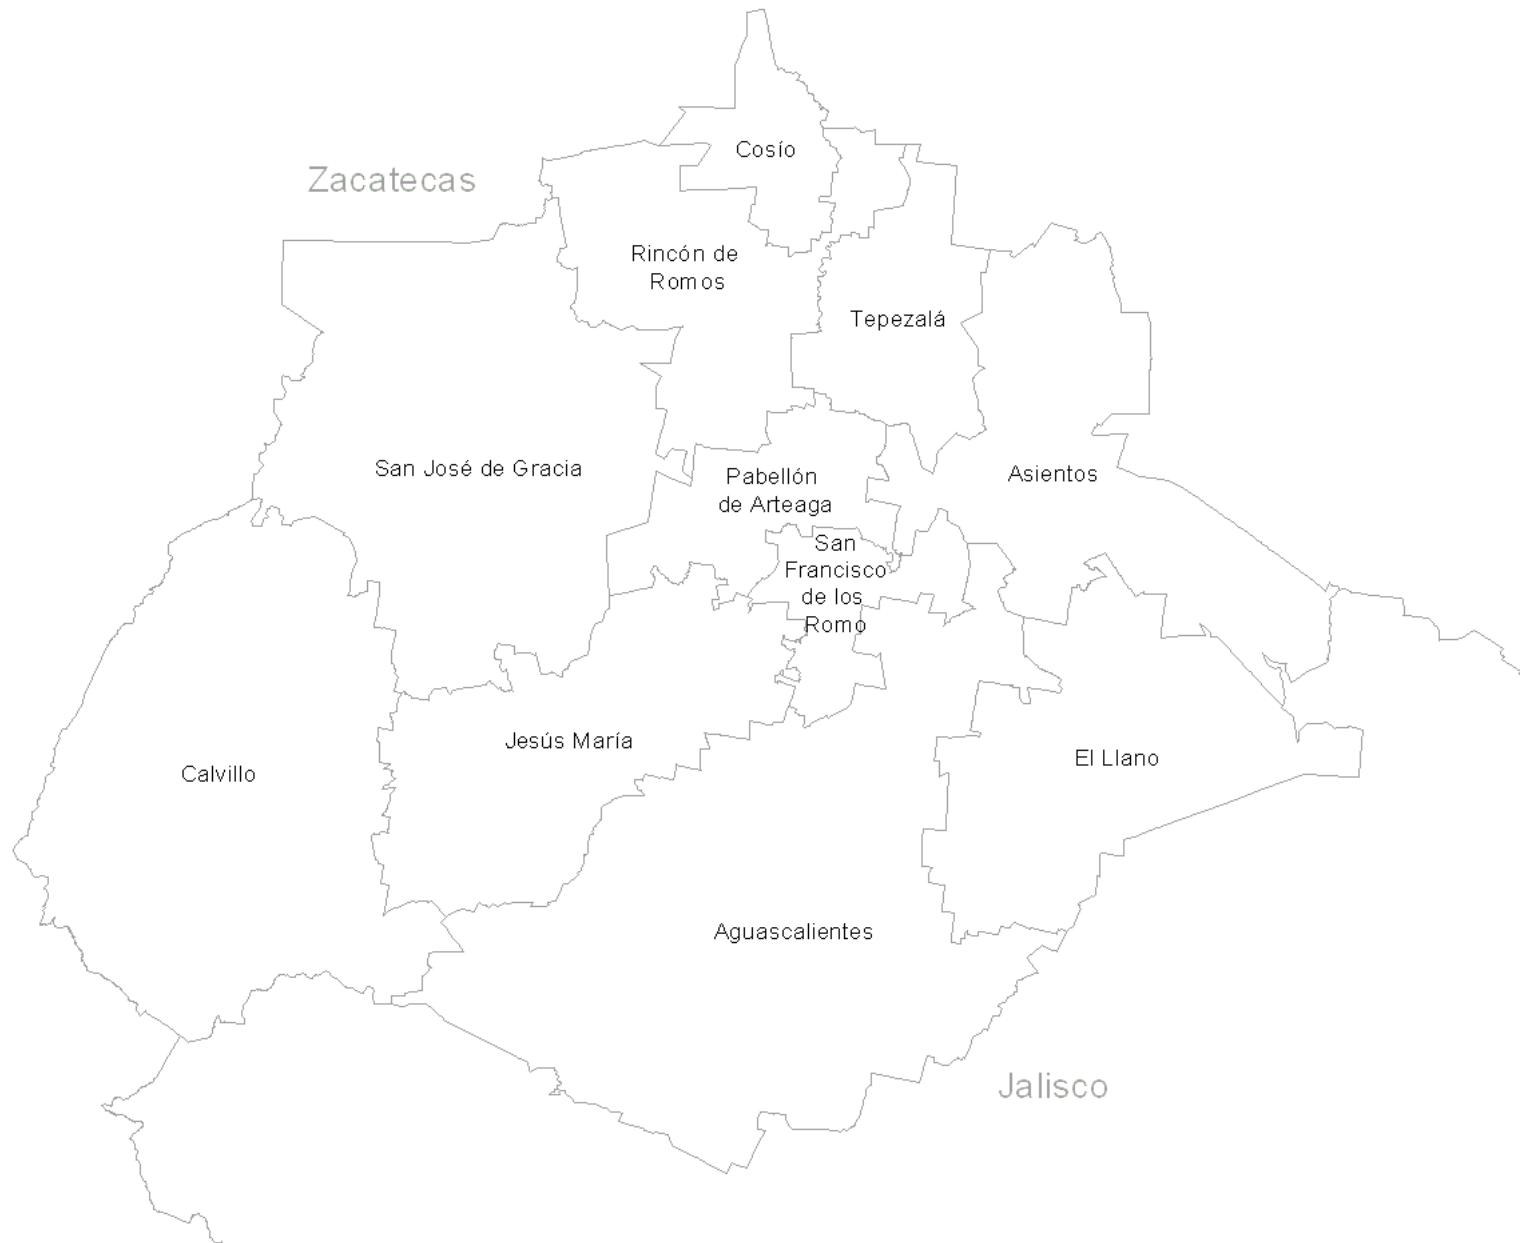 Cosío
Zacatecas
Rincón de
Romos
Tepezalá
San José de Gracia
Asientos
Pabellón
de Arteaga
San
Francisco
de los
Romo
Jesús María
El Llano
Calvillo
Aguascalientes
Jalisco